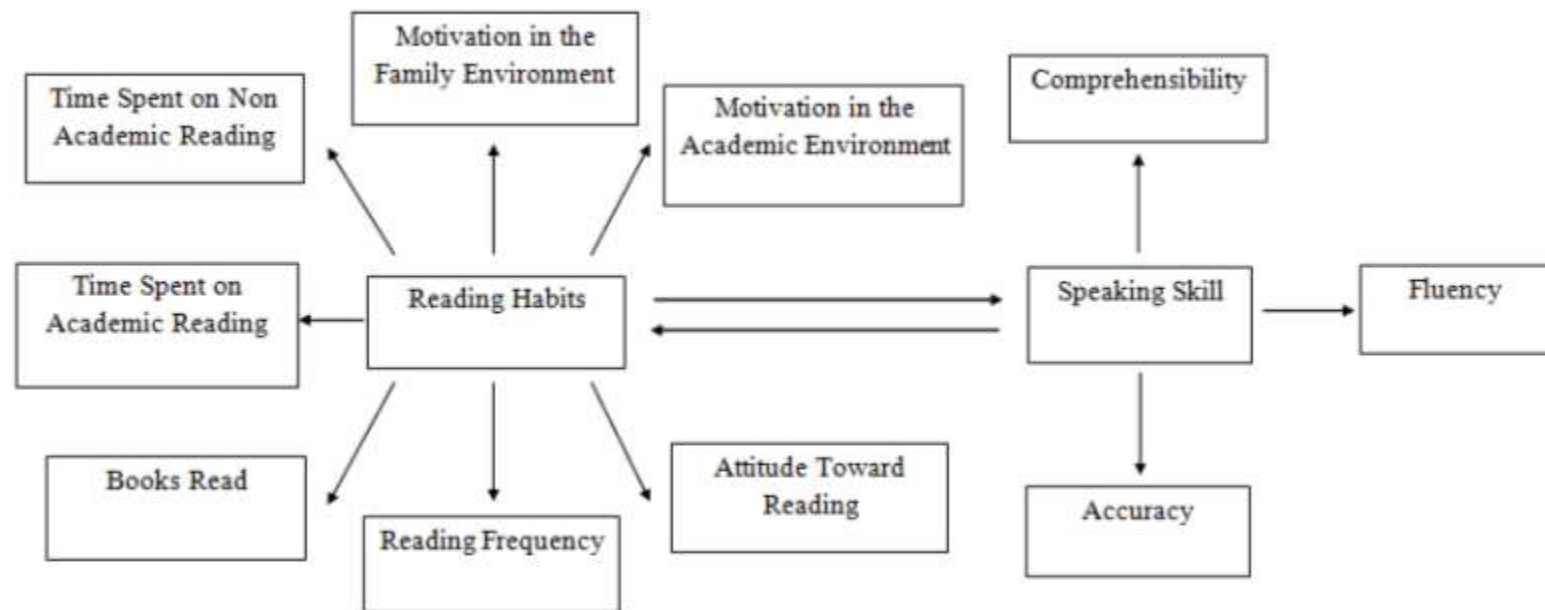 Motivation in the
Family Environment
Time Spent on Non
Academic Reading
Motivation in the
Academic Environment
Comprehensibility
Time Spent on
Academic Reading
Reading Habits
Speaking Skill
Fluency
Books Read
Reading Frequency
Attitude Toward
Reading
Accuracy